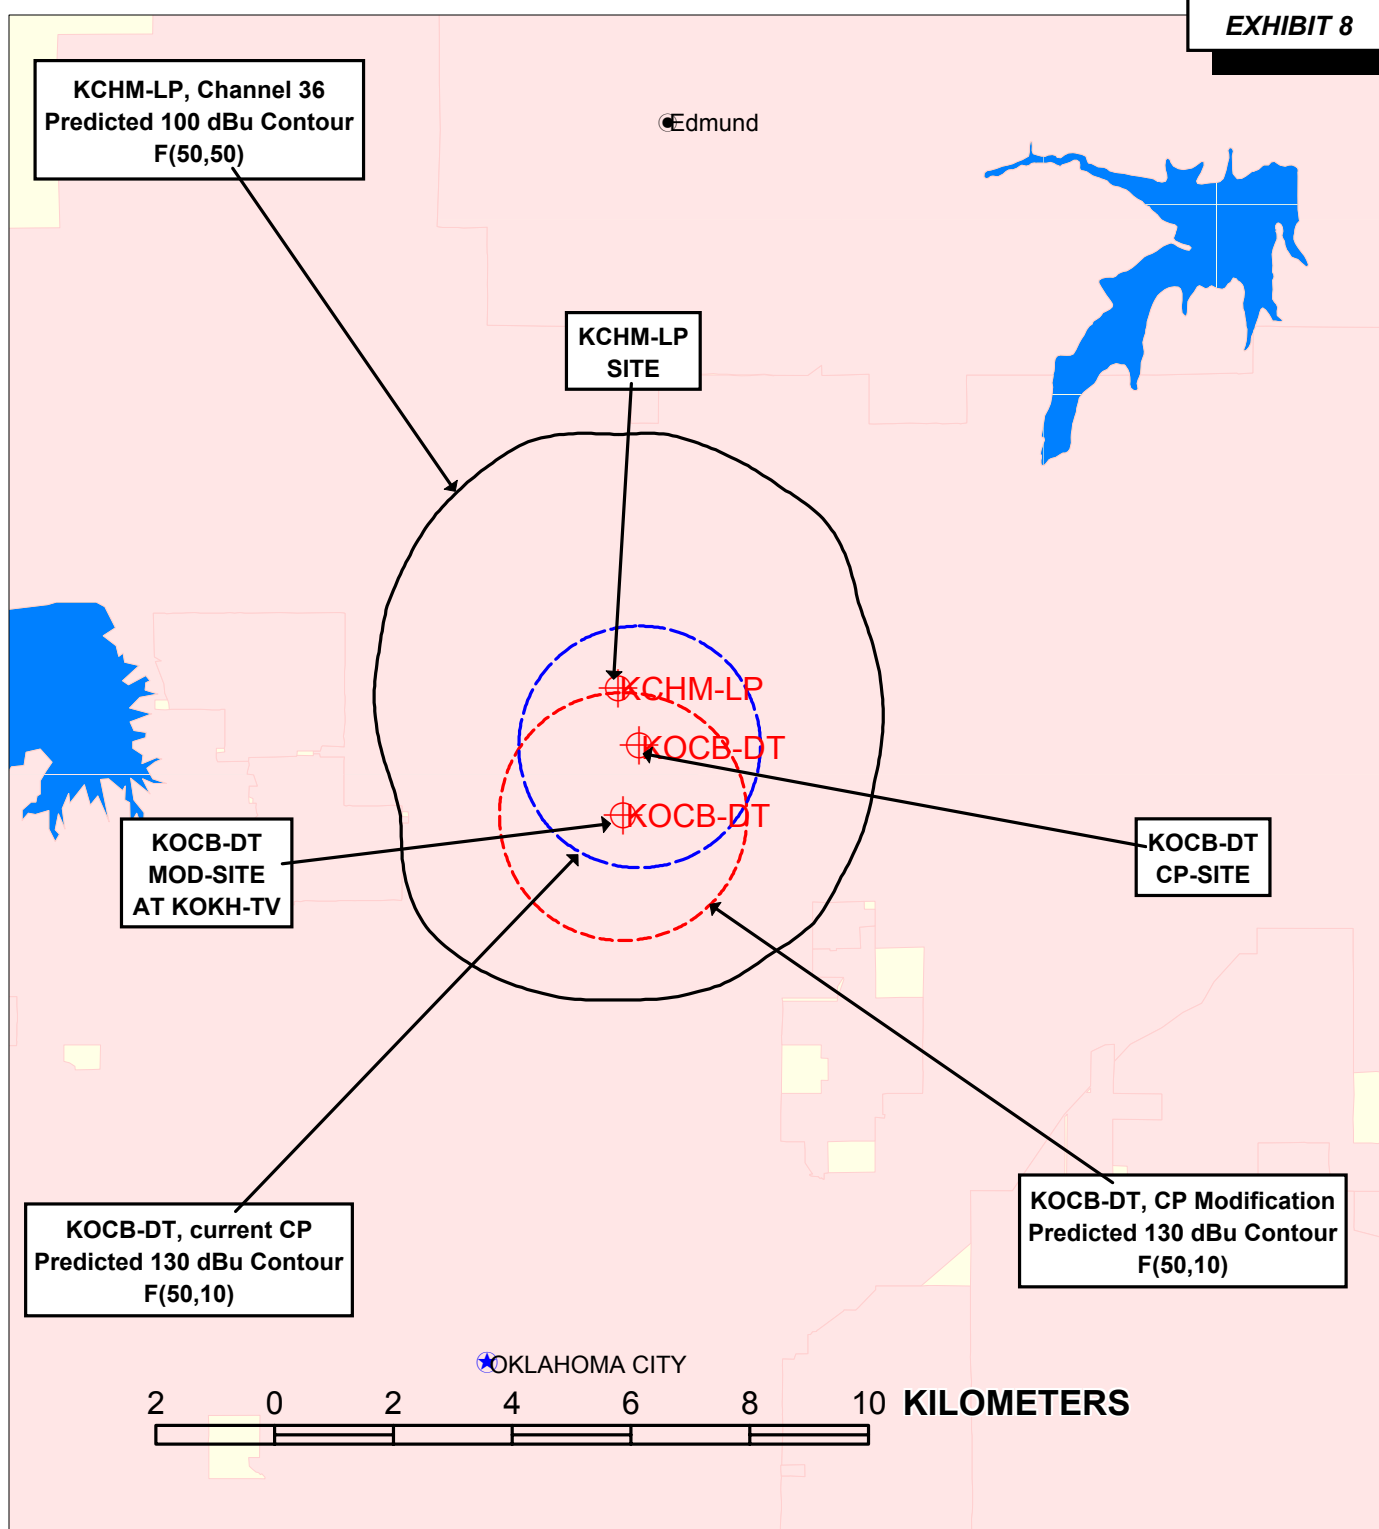 EXHIBIT 8
KCHM-LP, Channel 36
Predicted 100 dBu Contour
F(50,50)
Edmund
KCHM-LP
SITE
KCHM-LP
KOCB-DT
KOCB-DT
KOCB-DT
MOD-SITE
AT KOKH-TV
KOCB-DT
CP-SITE
KOCB-DT, CP Modification
Predicted 130 dBu Contour
F(50,10)
KOCB-DT, current CP
Predicted 130 dBu Contour
F(50,10)
OKLAHOMA CITY
2 0 2 4 6 8 10 KILOMETERS